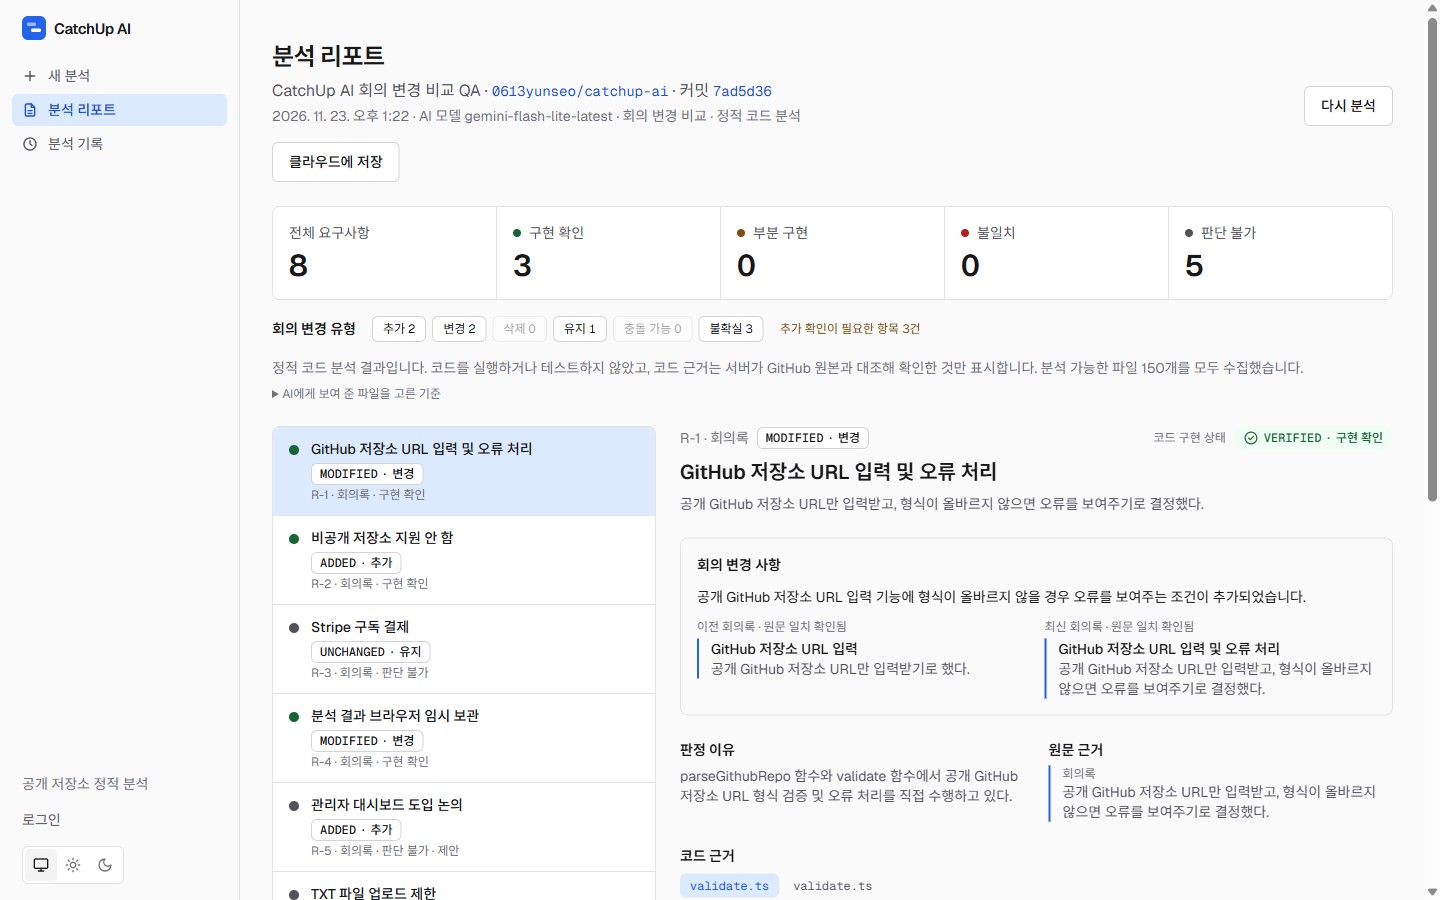 CatchUp AI
새 분석
분석 리포트
분석 기록
공개 저장소 정적 분석
로그인
분석 리포트
CatchUp AI 회의 변경 비교 QA · 0613yunseo/catchup-ai · 커밋 7ad5d36
2026. 11. 23. 오후 1:22 · AI 모델 gemini-flash-lite-latest · 회의 변경 비교 · 정적 코드 분석
다시 분석
클라우드에 저장
전체 요구사항
8
구현 확인
3
부분 구현
0
불일치
0
판단 불가
5
회의 변경 유형 추가 2 변경 2 삭제 0 유지 1 충돌 가능 0 불확실 3 추가 확인이 필요한 항목 3건
정적 코드 분석 결과입니다. 코드를 실행하거나 테스트하지 않았고, 코드 근거는 서버가 GitHub 원본과 대조해 확인한 것만 표시합니다. 분석 가능한 파일 150개를 모두 수집했습니다.
AI에게 보여 준 파일을 고른 기준
GitHub 저장소 URL 입력 및 오류 처리
MODIFIED · 변경
R-1 · 회의록 · 구현 확인
비공개 저장소 지원 안 함
ADDED · 추가
R-2 · 회의록 · 구현 확인
Stripe 구독 결제
UNCHANGED · 유지
R-3 · 회의록 · 판단 불가
분석 결과 브라우저 임시 보관
MODIFIED · 변경
R-4 · 회의록 · 구현 확인
관리자 대시보드 도입 논의
ADDED · 추가
R-5 · 회의록 · 판단 불가 · 제안
TXT 파일 업로드 제한
R-1 · 회의록 MODIFIED · 변경
코드 구현 상태 VERIFIED · 구현 확인
GitHub 저장소 URL 입력 및 오류 처리
공개 GitHub 저장소 URL만 입력받고, 형식이 올바르지 않으면 오류를 보여주기로 결정했다.
회의 변경 사항
공개 GitHub 저장소 URL 입력 기능에 형식이 올바르지 않을 경우 오류를 보여주는 조건이 추가되었습니다.
이전 회의록 · 원문 일치 확인됨
GitHub 저장소 URL 입력
공개 GitHub 저장소 URL만 입력받기로 했다.
최신 회의록 · 원문 일치 확인됨
GitHub 저장소 URL 입력 및 오류 처리
공개 GitHub 저장소 URL만 입력받고, 형식이 올바르지
않으면 오류를 보여주기로 결정했다.
판정 이유
parseGithubRepo 함수와 validate 함수에서 공개 GitHub
저장소 URL 형식 검증 및 오류 처리를 직접 수행하고 있다.
원문 근거
회의록
공개 GitHub 저장소 URL만 입력받고, 형식이 올바르지
않으면 오류를 보여주기로 결정했다.
코드 근거
validate.ts validate.ts